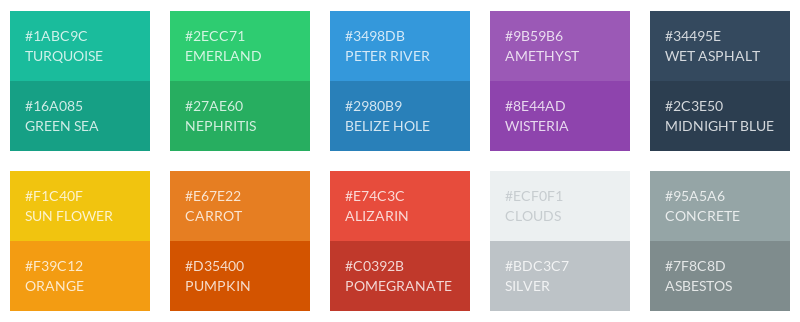 #1ABC9C
TURQUOISE
#16A085
GREEN SEA
#2ECC71
EMERLAND
#27AE60
NEPHRITIS
#3498DB
PETER RIVER
#2980B9
BELIZE HOLE
#9B59B6
AMETHYST
#8E44AD
WISTERIA
#34495E
WET ASPHALT
#2C3E50
MIDNIGHT BLUE
#F1C40F
SUN FLOWER
#F39C12
ORANGE
#E67E22
CARROT
#D35400
PUMPKIN
#E74C3C
ALIZARIN
#C0392B
POMEGRANATE
#ECF0F1
CLOUDS
#BDC3C7
SILVER
#95A5A6
CONCRETE
#7F8C8D
ASBESTOS